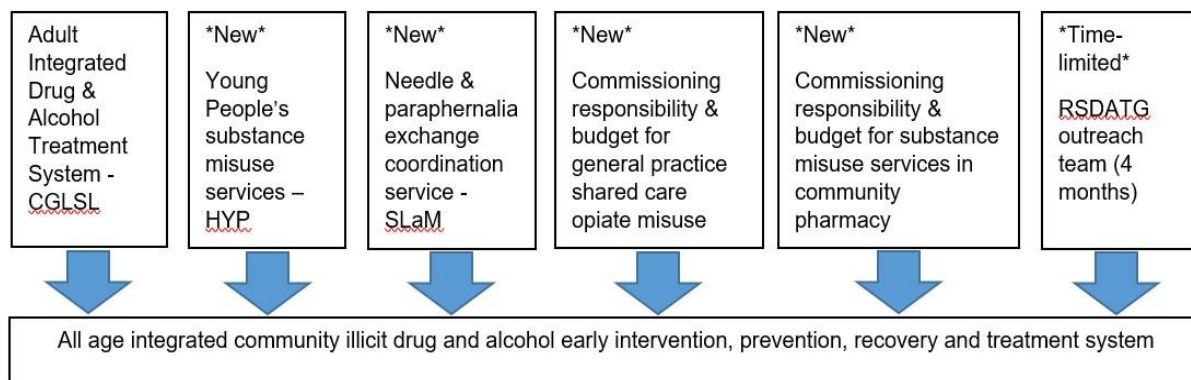 Adult
Integrated
Drug &
Alcohol
Treatment
System -
CGLSL
*New*
Young
People's
substance
misuse
services –
HYP
*New*
Needle &
paraphernalia
exchange
coordination
service -
SLaM
*New*
Commissioning
responsibility &
budget for
general practice
shared care
opiate misuse
*New*
Commissioning
responsibility &
budget for substance
misuse services in
community
pharmacy
*Time-
limited*
RSDATG
outreach
team (4
months)
All age integrated community illicit drug and alcohol early intervention, prevention, recovery and treatment system